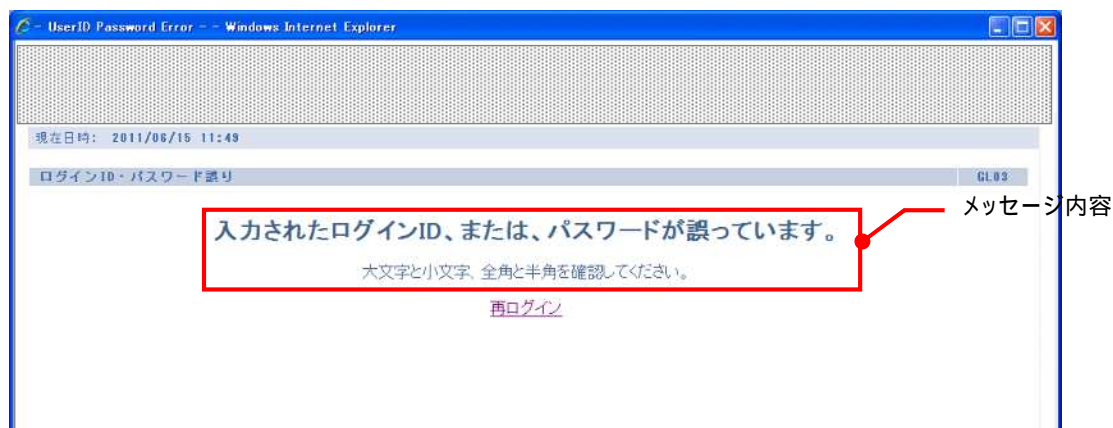 - UserID Password Error - - Windows Internet Explorer
現在日時: 2011/06/15 11:49
ログインID・パスワード誤り GL03
メッセージ内容
入力されたログインID、または、パスワードが誤っています。
大文字と小文字、全角と半角を確認してください。
再ログイン